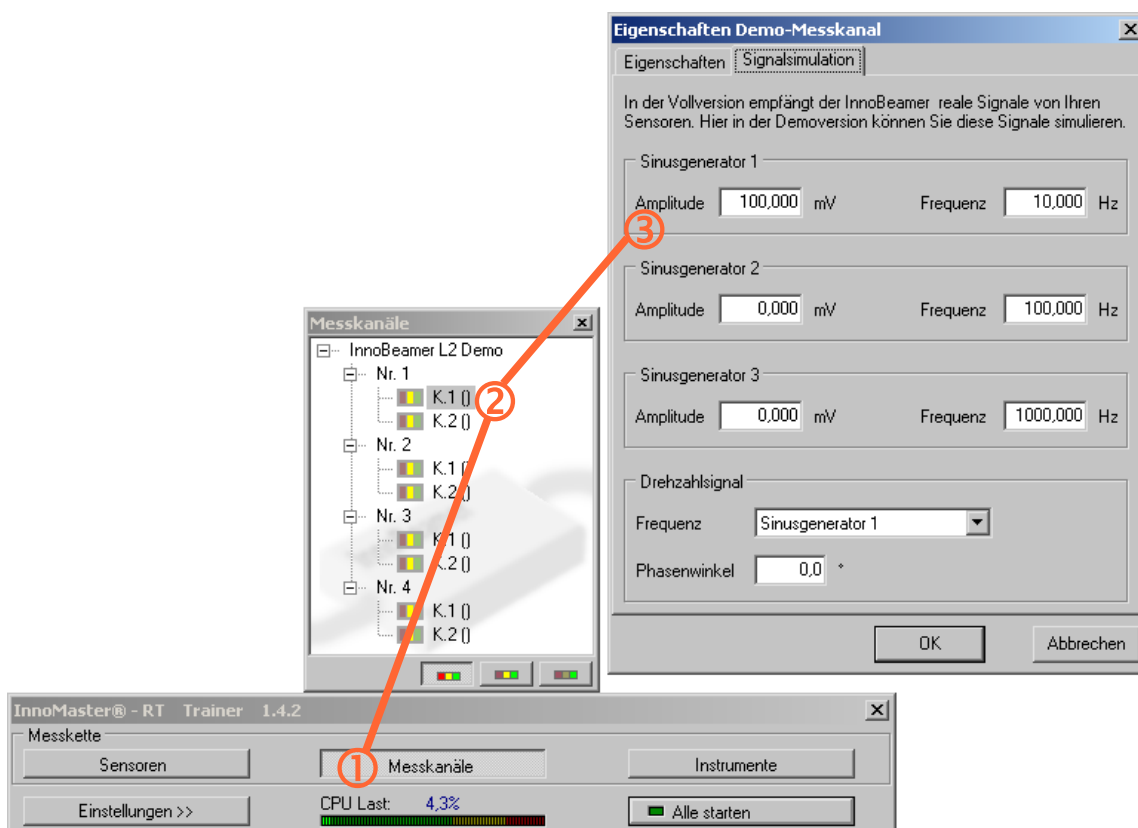 Eigenschaften Demo-Messkanal
Eigenschaften Signalsimulation
In der Vollversion empfängt der InnoBeamer reale Signale von Ihren
Sensoren. Hier in der Demoversion können Sie diese Signale simulieren.
Sinusgenerator 1
Amplitude 100,000 mV Frequenz 10,000 Hz
3
Sinusgenerator 2
Amplitude 0,000 mV Frequenz 100,000 Hz
Sinusgenerator 3
Amplitude 0,000 mV Frequenz 1000,000 Hz
Drehzahlsignal
Frequenz Sinusgenerator 1
Phasenwinkel 0,0 °
OK Abbrechen
Messkanäle
InnoBeamer L2 Demo
Nr. 1
K.1 () 2
K.2 ()
Nr. 2
K.1 ()
K.2 ()
Nr. 3
K.1 ()
K.2 ()
Nr. 4
K.1 ()
K.2 ()
InnoMaster® - RT Trainer 1.4.2
Messkette
Sensoren 1 Messkanäle Instrumente
Einstellungen >> CPU Last: 4,3% Alle starten